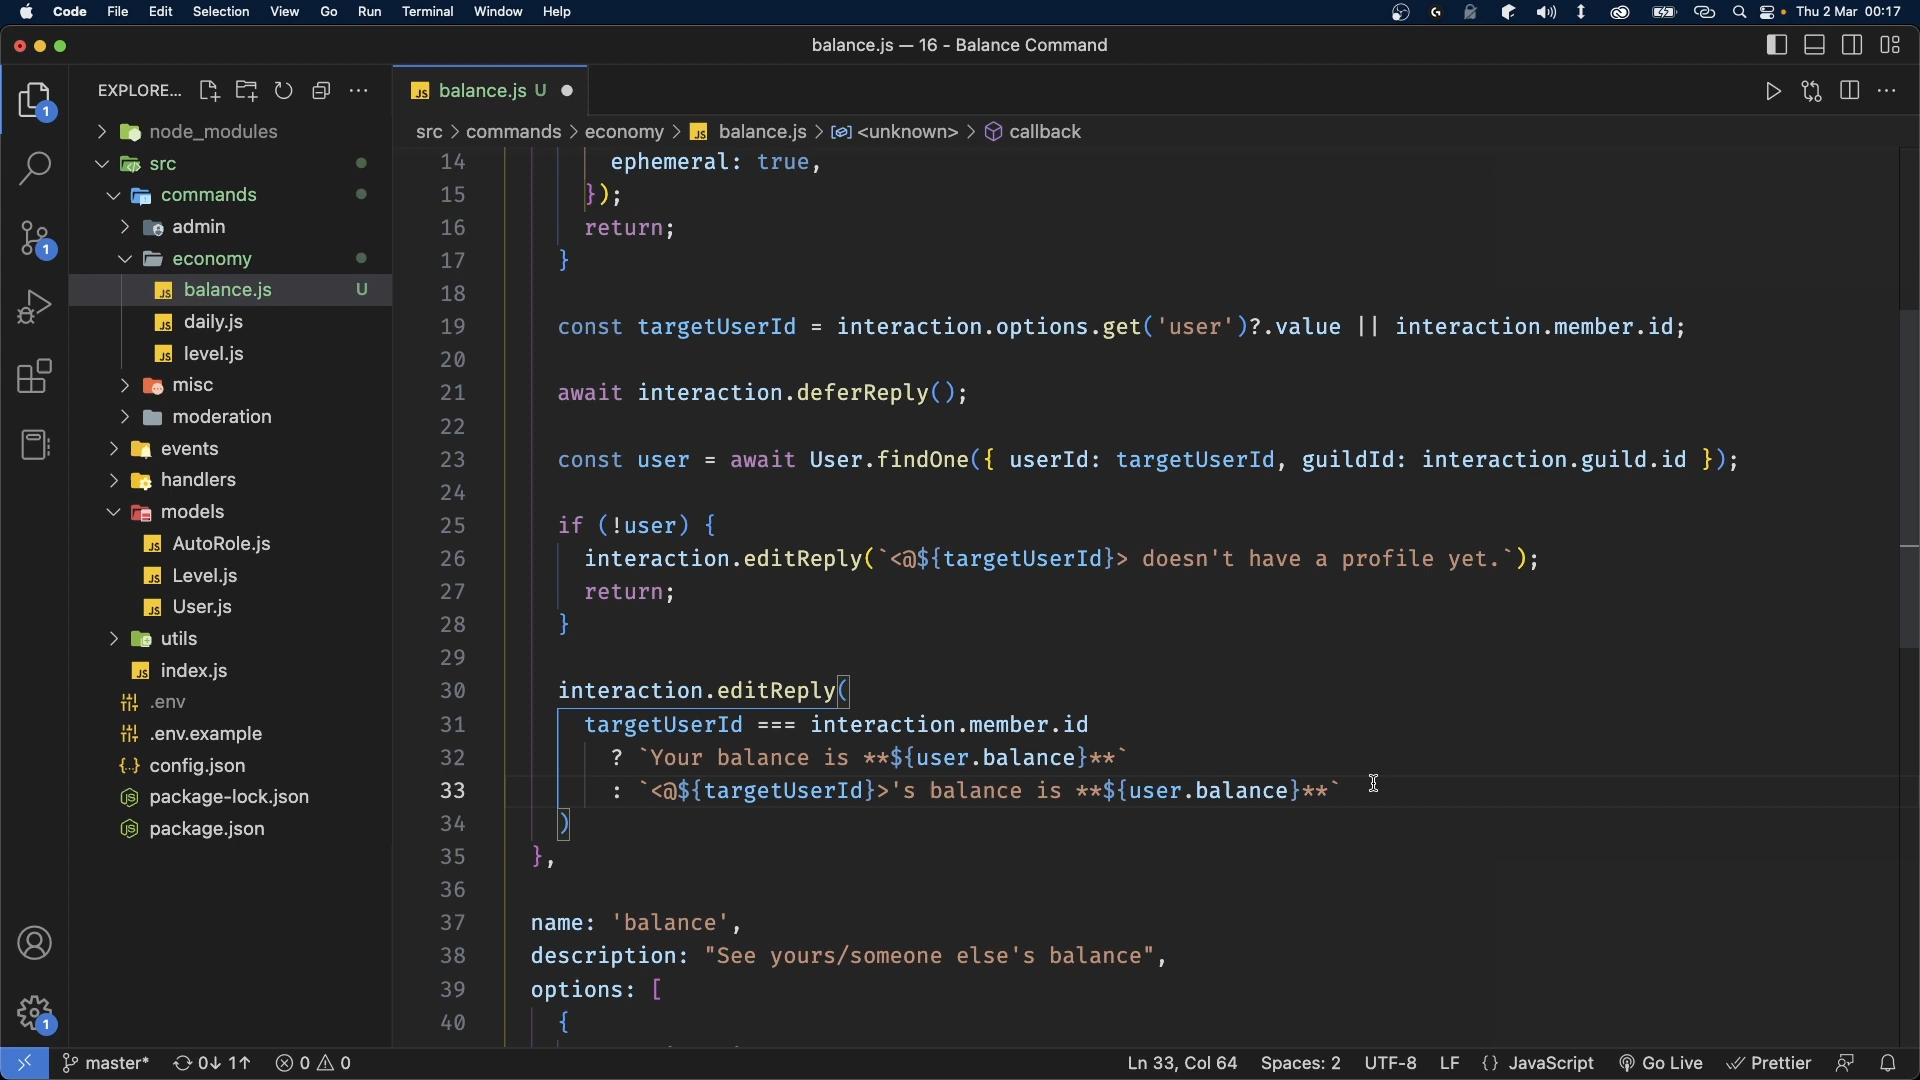 Code File Edit Selection View Go Run Terminal Window Help Thu 2 Mar 00:17
balance.js — 16 - Balance Command
EXPLORE... balance.js U
src > commands > economy > balance.js > <unknown> > callback
node_modules
src
commands
admin
economy
balance.js U
daily.js
level.js
misc
moderation
events
handlers
models
AutoRole.js
Level.js
User.js
utils
index.js
.env
.env.example
config.json
package-lock.json
package.json
1
1
1
14 ephemeral: true,
15 });
16 return;
17 }
18
19 const targetUserId = interaction.options.get('user')?.value || interaction.member.id;
20
21 await interaction.deferReply();
22
23 const user = await User.findOne({ userId: targetUserId, guildId: interaction.guild.id });
24
25 if (!user) {
26 interaction.editReply(`<@${targetUserId}> doesn't have a profile yet.`);
27 return;
28 }
29
30 interaction.editReply(
31 targetUserId === interaction.member.id
32 ? `Your balance is **${user.balance}**`
33 : `<@${targetUserId}>'s balance is **${user.balance}**`
34 )
35 },
36
37 name: 'balance',
38 description: "See yours/someone else's balance",
39 options: [
40 {
master* 0↓ 1↑ 0 0 Ln 33, Col 64 Spaces: 2 UTF-8 LF {} JavaScript Go Live Prettier